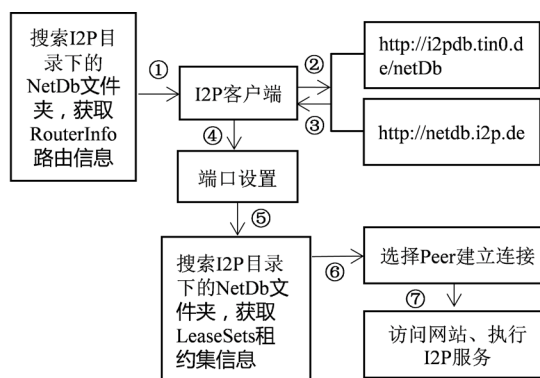 搜索I2P目
录下的
NetDb文件
夹，获取
RouterInfo
路由信息
①
I2P客户端
②
③
http://i2pdb.tin0.d
e/netDb
http://netdb.i2p.de
④
端口设置
⑤
搜索I2P目录
下的NetDb文
件夹，获取
LeaseSets租
约集信息
⑥
选择Peer建立连接
⑦
访问网站、执行
I2P服务